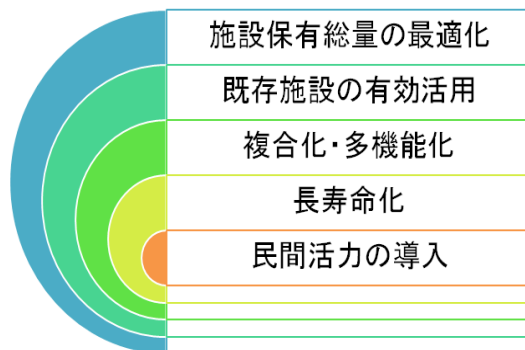 施設保有総量の最適化
既存施設の有効活用
複合化・多機能化
長寿命化
民間活力の導入